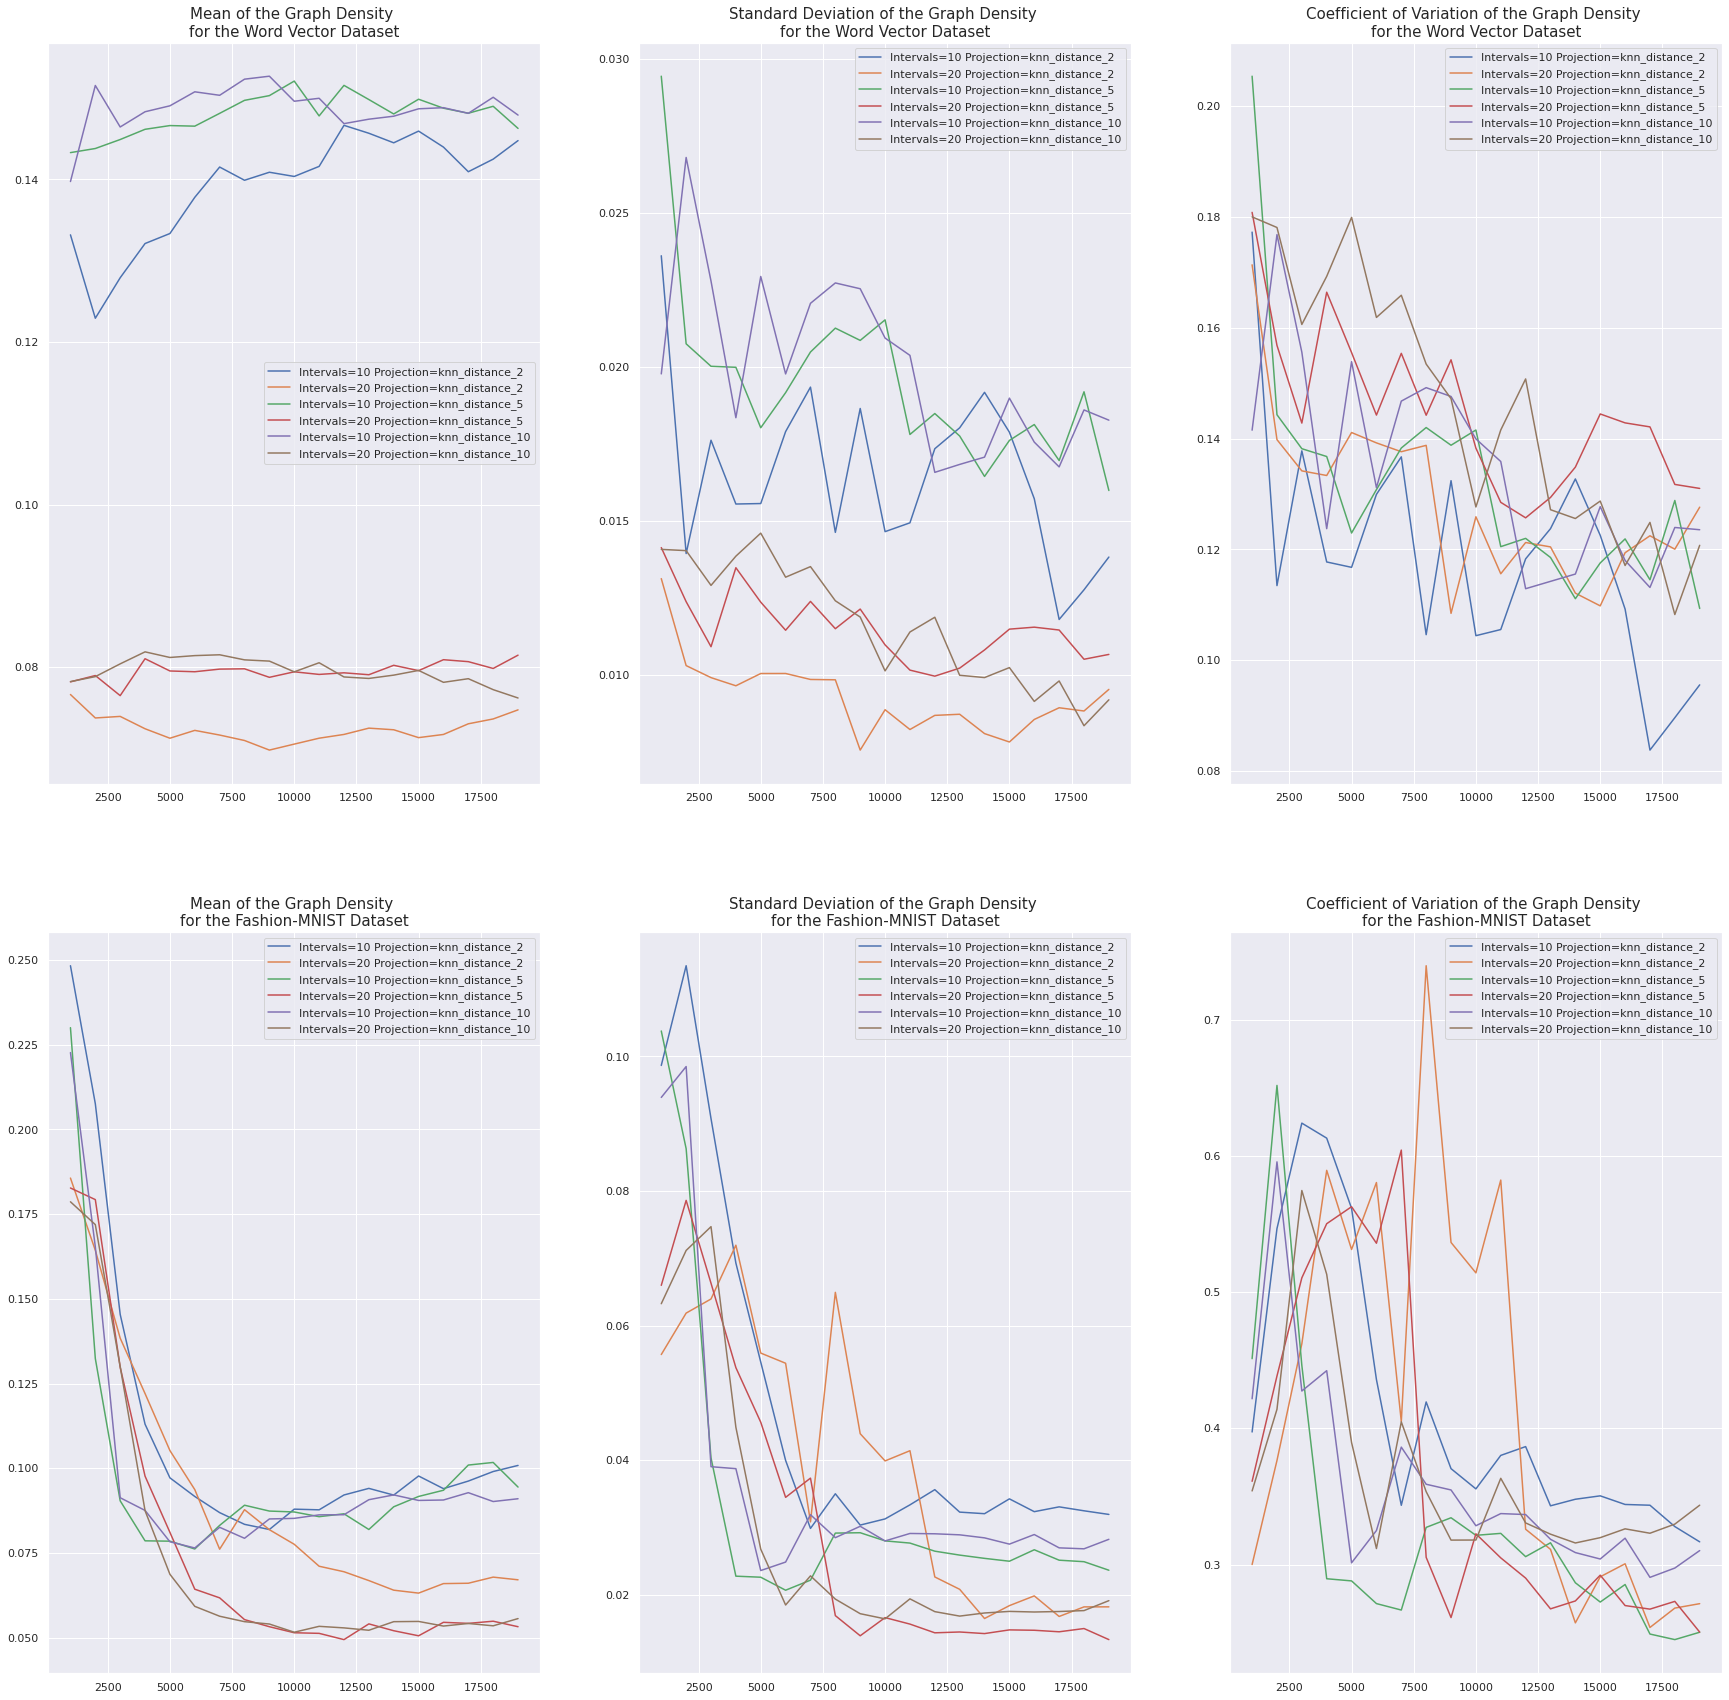 Mean of the Graph Density
for the Word Vector Dataset
0.14
0.12
0.10
0.08
Intervals=10 Projection=knn_distance_2
Intervals=20 Projection=knn_distance_2
Intervals=10 Projection=knn_distance_5
Intervals=20 Projection=knn_distance_5
Intervals=10 Projection=knn_distance_10
Intervals=20 Projection=knn_distance_10
2500 5000 7500 10000 12500 15000 17500
Standard Deviation of the Graph Density
for the Word Vector Dataset
0.030
0.025
0.020
0.015
0.010
Intervals=10 Projection=knn_distance_2
Intervals=20 Projection=knn_distance_2
Intervals=10 Projection=knn_distance_5
Intervals=20 Projection=knn_distance_5
Intervals=10 Projection=knn_distance_10
Intervals=20 Projection=knn_distance_10
2500 5000 7500 10000 12500 15000 17500
Coefficient of Variation of the Graph Density
for the Word Vector Dataset
0.20
0.18
0.16
0.14
0.12
0.10
0.08
Intervals=10 Projection=knn_distance_2
Intervals=20 Projection=knn_distance_2
Intervals=10 Projection=knn_distance_5
Intervals=20 Projection=knn_distance_5
Intervals=10 Projection=knn_distance_10
Intervals=20 Projection=knn_distance_10
2500 5000 7500 10000 12500 15000 17500
Mean of the Graph Density
for the Fashion-MNIST Dataset
0.250
0.225
0.200
0.175
0.150
0.125
0.100
0.075
0.050
Intervals=10 Projection=knn_distance_2
Intervals=20 Projection=knn_distance_2
Intervals=10 Projection=knn_distance_5
Intervals=20 Projection=knn_distance_5
Intervals=10 Projection=knn_distance_10
Intervals=20 Projection=knn_distance_10
2500 5000 7500 10000 12500 15000 17500
Standard Deviation of the Graph Density
for the Fashion-MNIST Dataset
0.10
0.08
0.06
0.04
0.02
Intervals=10 Projection=knn_distance_2
Intervals=20 Projection=knn_distance_2
Intervals=10 Projection=knn_distance_5
Intervals=20 Projection=knn_distance_5
Intervals=10 Projection=knn_distance_10
Intervals=20 Projection=knn_distance_10
2500 5000 7500 10000 12500 15000 17500
Coefficient of Variation of the Graph Density
for the Fashion-MNIST Dataset
0.7
0.6
0.5
0.4
0.3
Intervals=10 Projection=knn_distance_2
Intervals=20 Projection=knn_distance_2
Intervals=10 Projection=knn_distance_5
Intervals=20 Projection=knn_distance_5
Intervals=10 Projection=knn_distance_10
Intervals=20 Projection=knn_distance_10
2500 5000 7500 10000 12500 15000 17500